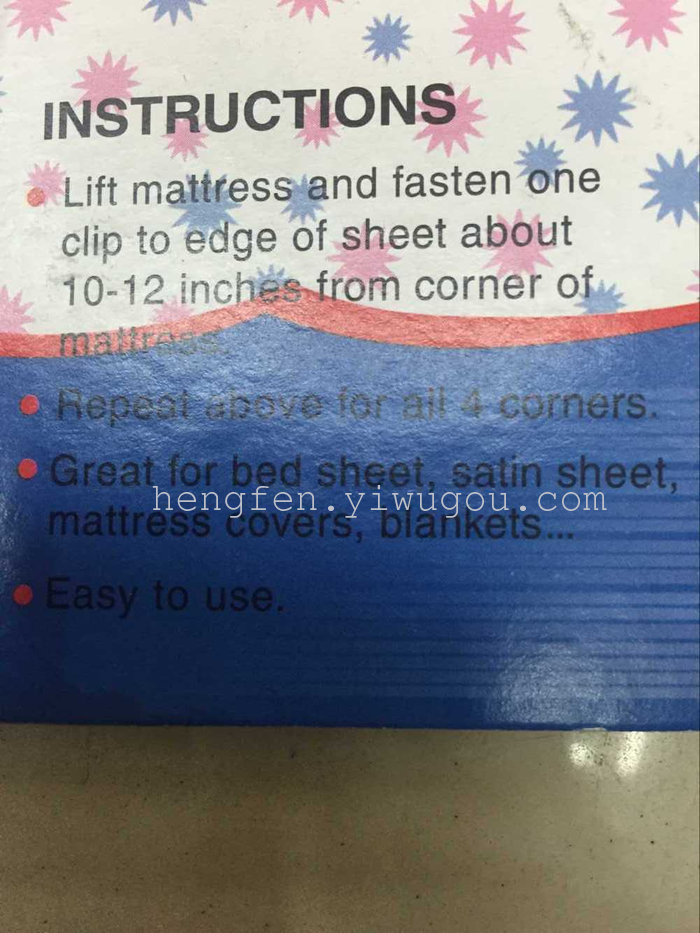 INSTRUCTIONS
Lift mattress and fasten one
clip to edge of sheet about
10-12 inches from corner of
mattress.
Repeat above for all 4 corners.
Great for bed sheet, satin sheet,
hengfen.yiwugou.com
mattress covers, blankets...
Easy to use.